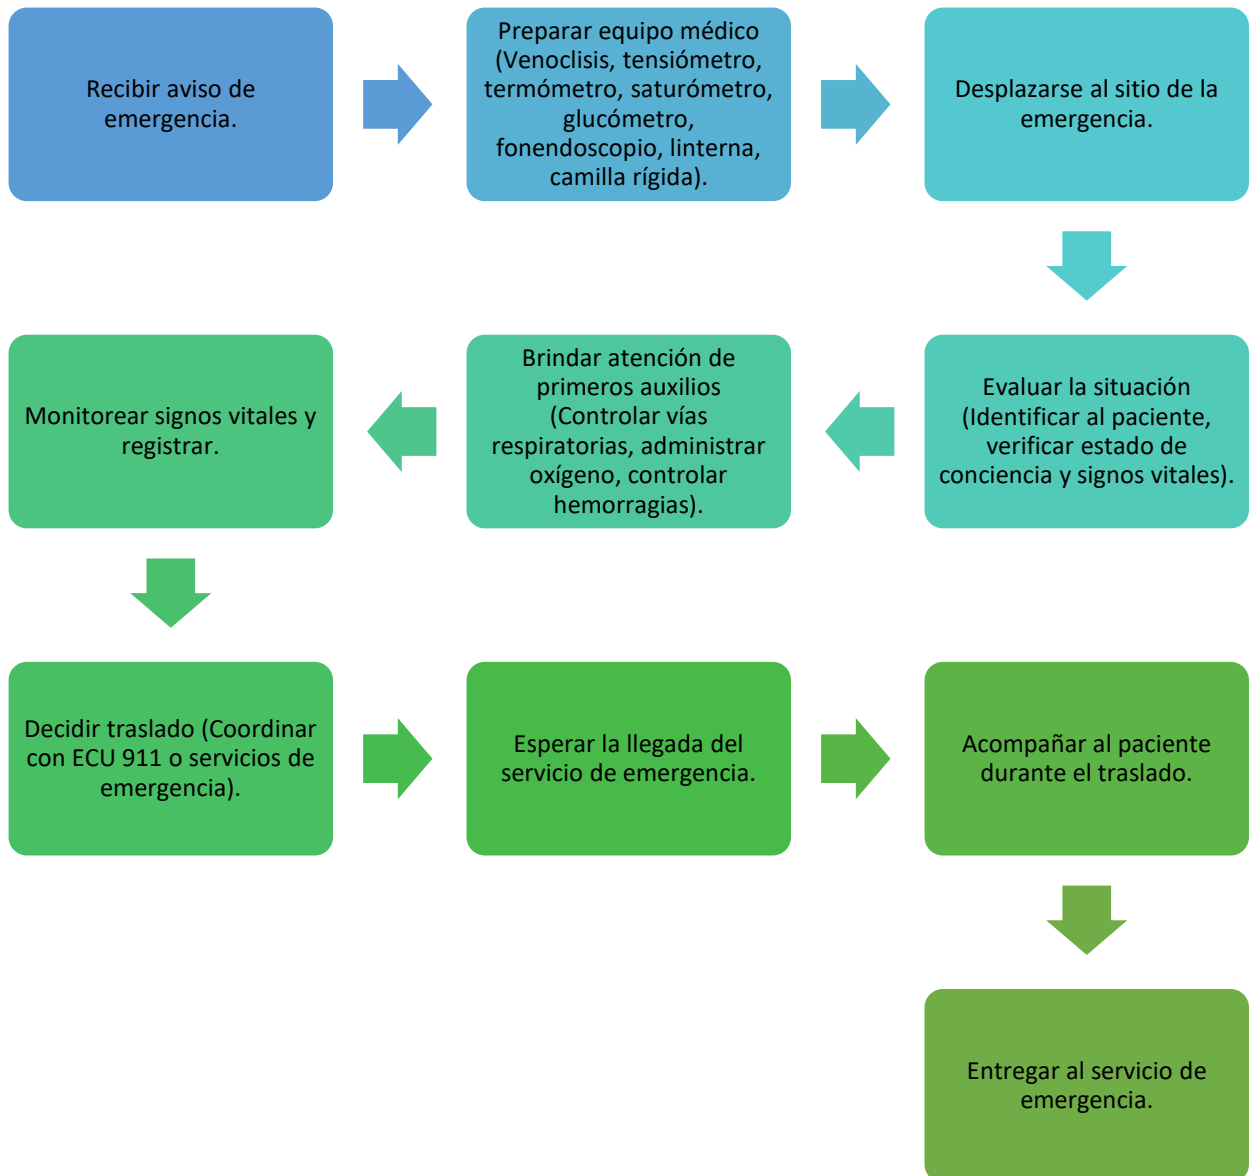 Recibir aviso de
emergencia.
Preparar equipo médico
(Venoclisis, tensiómetro,
termómetro, saturómetro,
glucómetro,
fonendoscopio, linterna,
camilla rígida).
Desplazarse al sitio de la
emergencia.
Evaluar la situación
(Identificar al paciente,
verificar estado de
conciencia y signos vitales).
Brindar atención de
primeros auxilios
(Controlar vías
respiratorias, administrar
oxígeno, controlar
hemorragias).
Monitorear signos vitales y
registrar.
Decidir traslado (Coordinar
con ECU 911 o servicios de
emergencia).
Esperar la llegada del
servicio de emergencia.
Acompañar al paciente
durante el traslado.
Entregar al servicio de
emergencia.